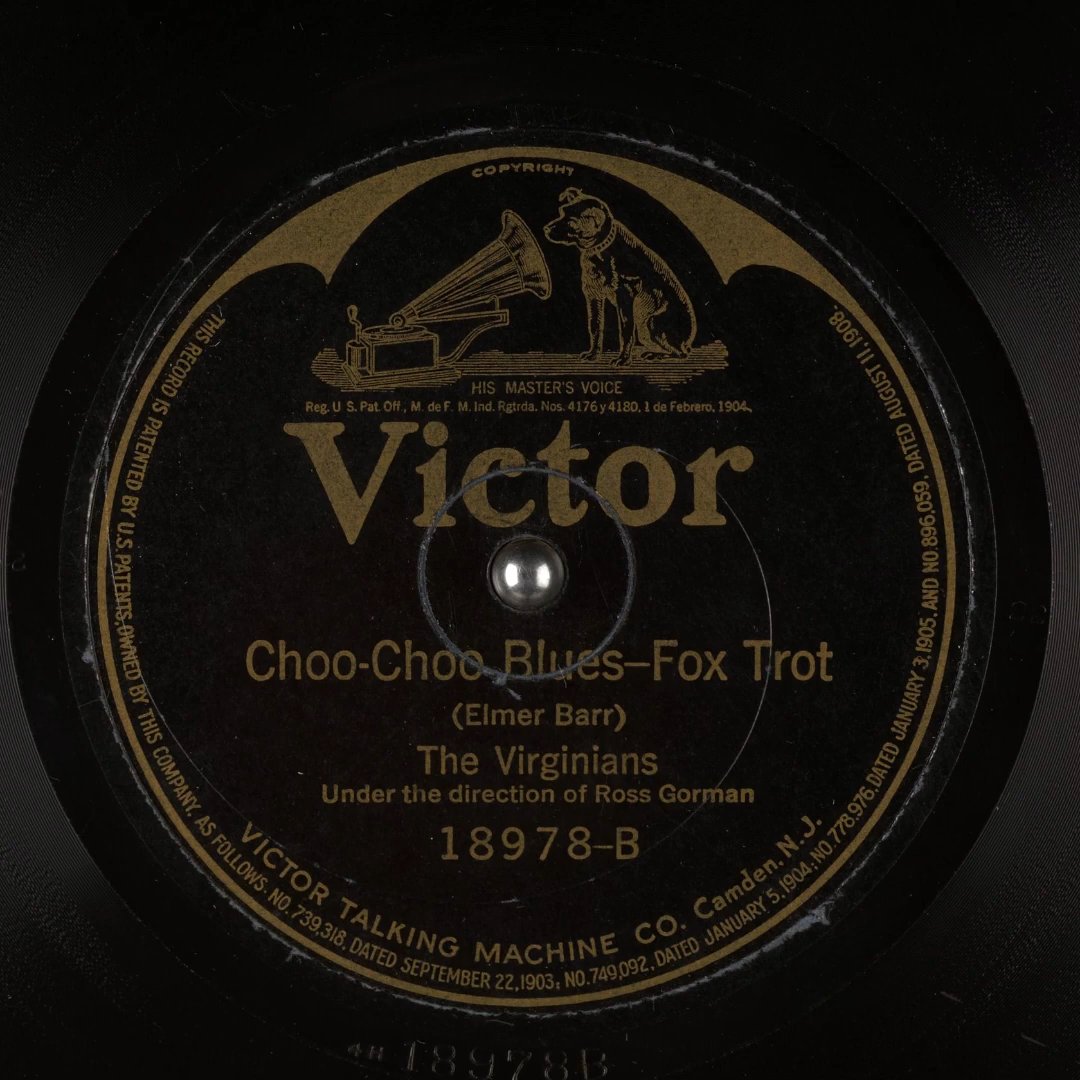 COPYRIGHT
HIS MASTER'S VOICE
Reg. U S. Pat. Off., M. de F. M. Ind. Rgtrda. Nos. 4176 y 4180, 1 de Febrero, 1904.
Victor
Choo-Choo Blues–Fox Trot
(Elmer Barr)
The Virginians
Under the direction of Ross Gorman
18978–B
VICTOR TALKING MACHINE CO. Camden. N. J.
THIS RECORD IS PATENTED BY U.S. PATENTS, OWNED BY THIS COMPANY, AS FOLLOWS: NO. 739,318, DATED SEPTEMBER 22, 1903; NO. 749,092, DATED JANUARY 5, 1904; NO. 778,976, DATED JANUARY 3, 1905, AND NO. 896,059, DATED AUGUST 11, 1908.
4H 18978B